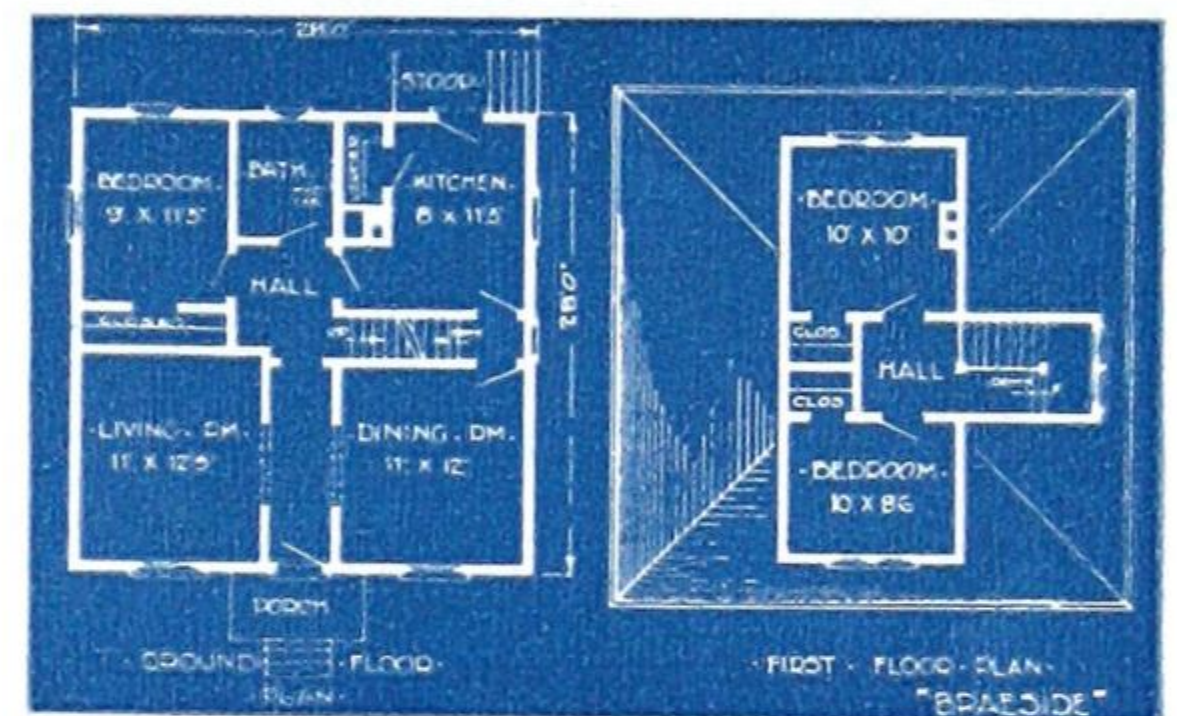 28'0"
STOOP
BEDROOM
9' X 11'5"
BATH
KITCHEN
8' X 11'5"
HALL
28'0"
CLOSET
UP
LIVING - RM.
11' X 12'9"
DINING - RM.
11' X 12'
PORCH
GROUND FLOOR
PLAN
BEDROOM
10' X 10'
CLOS
HALL
DOWN
CLOS
BEDROOM
10' X 8'6
FIRST - FLOOR - PLAN
"BRAESIDE"